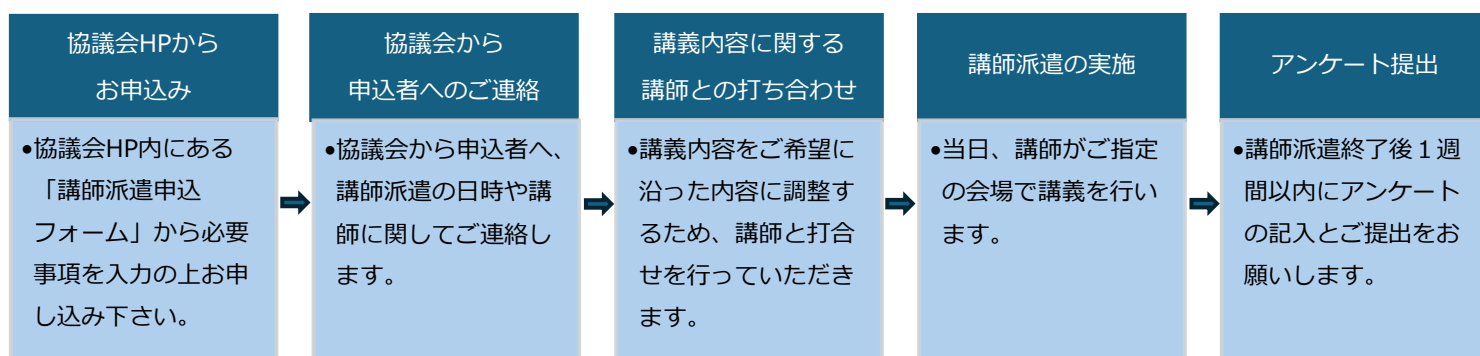 協議会HPから
お申込み
•協議会HP内にある
「講師派遣申込
フォーム」から必要
事項を入力の上お申
し込み下さい。
協議会から
申込者へのご連絡
•協議会から申込者へ、
講師派遣の日時や講
師に関してご連絡し
ます。
講義内容に関する
講師との打ち合わせ
•講義内容をご希望に
沿った内容に調整す
るため、講師と打合
せを行っていただき
ます。
講師派遣の実施
•当日、講師がご指定
の会場で講義を行い
ます。
アンケート提出
•講師派遣終了後１週
間以内にアンケート
の記入とご提出をお
願いします。